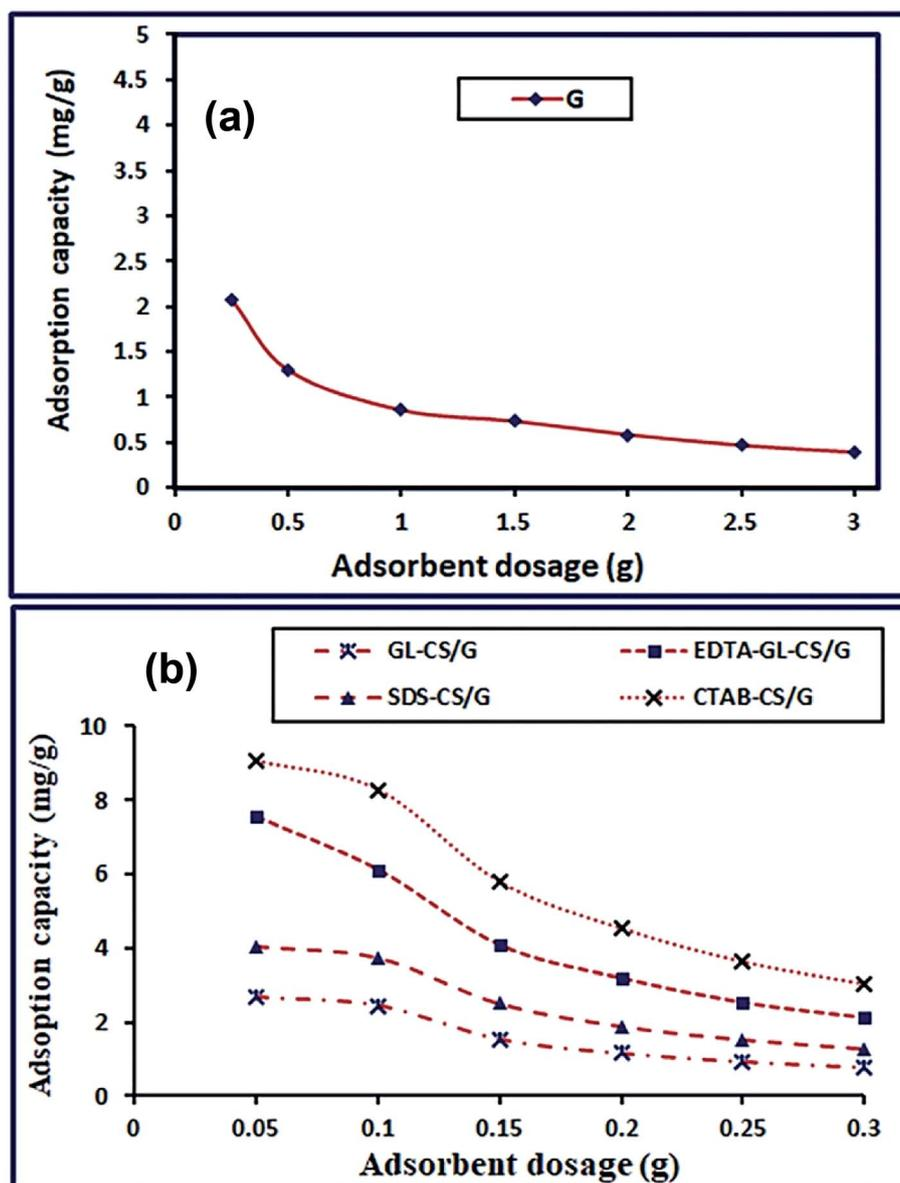 (a)
G
Adsorption capacity (mg/g)
5
4.5
4
3.5
3
2.5
2
1.5
1
0.5
0
0 0.5 1 1.5 2 2.5 3
Adsorbent dosage (g)
(b)
GL-CS/G EDTA-GL-CS/G
SDS-CS/G CTAB-CS/G
Adsoption capacity (mg/g)
10
8
6
4
2
0
0 0.05 0.1 0.15 0.2 0.25 0.3
Adsorbent dosage (g)